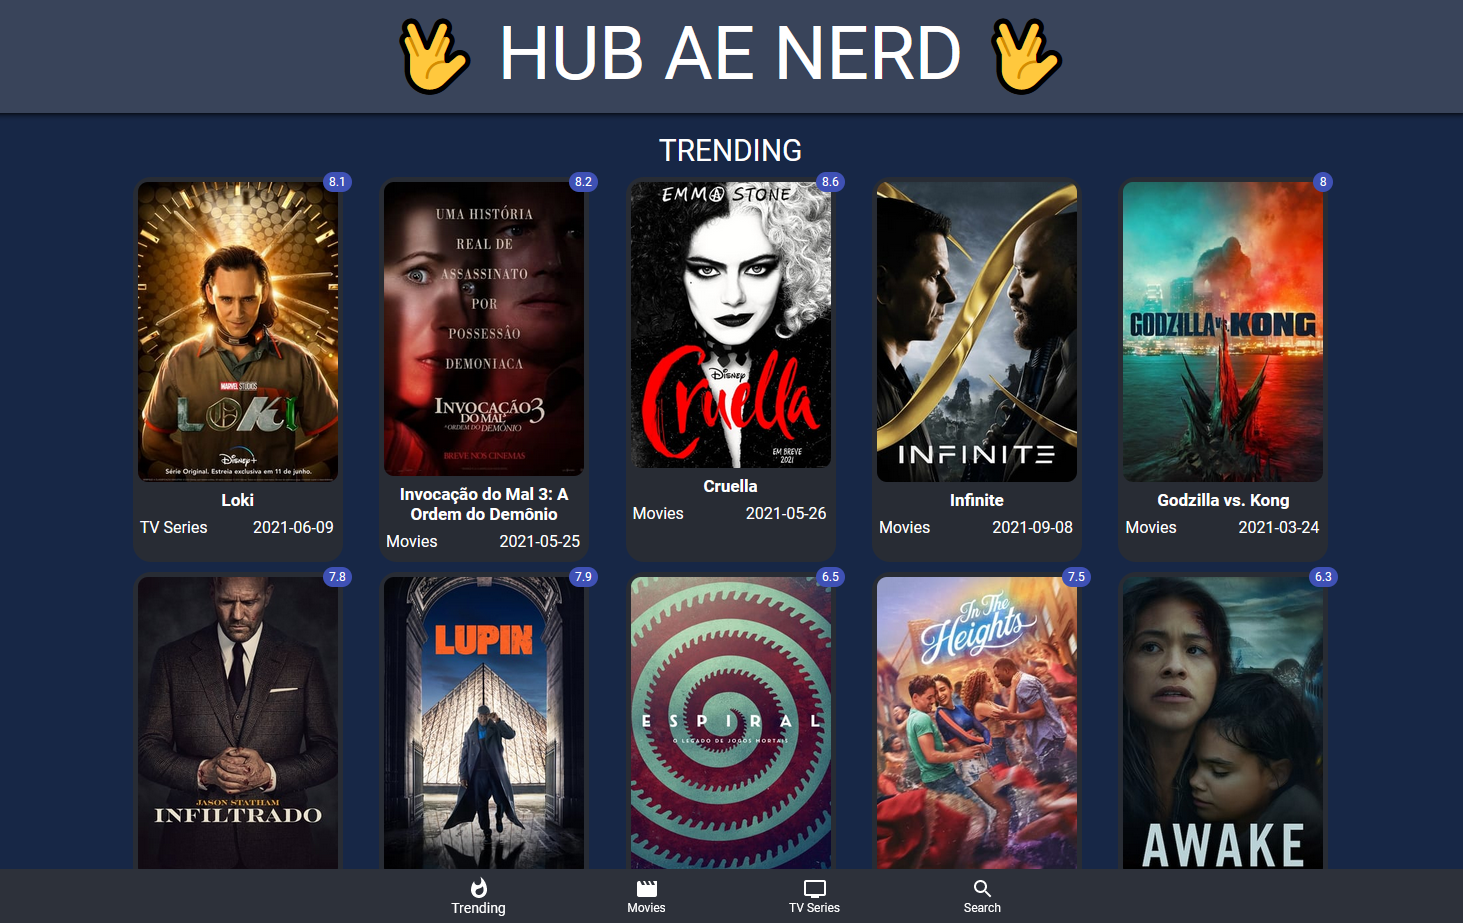 HUB AE NERD
TRENDING
8.1
MARVEL STUDIOS
LOKI
Disney+
Série Original. Estreia exclusiva em 11 de junho.
Loki
TV Series 2021-06-09
8.2
UMA HISTÓRIA
REAL DE
ASSASSINATO
POR
POSSESSÃO
DEMONIACA
INVOCAÇÃO 3
DO MAL
A ORDEM DO DEMÔNIO
BREVE NOS CINEMAS
Invocação do Mal 3: A
Ordem do Demônio
Movies 2021-05-25
8.6
EMMA STONE
Disney
Cruella
EM BREVE
2021
Cruella
Movies 2021-05-26
INFINITE
Infinite
Movies 2021-09-08
8
GODZILLA vs. KONG
Godzilla vs. Kong
Movies 2021-03-24
7.8
JASON STATHAM
INFILTRADO
7.9
LUPIN
6.5
ESPIRAL
O LEGADO DE JOGOS MORTAIS
7.5
In The
Heights
6.3
AWAKE
Trending
Movies
TV Series
Search